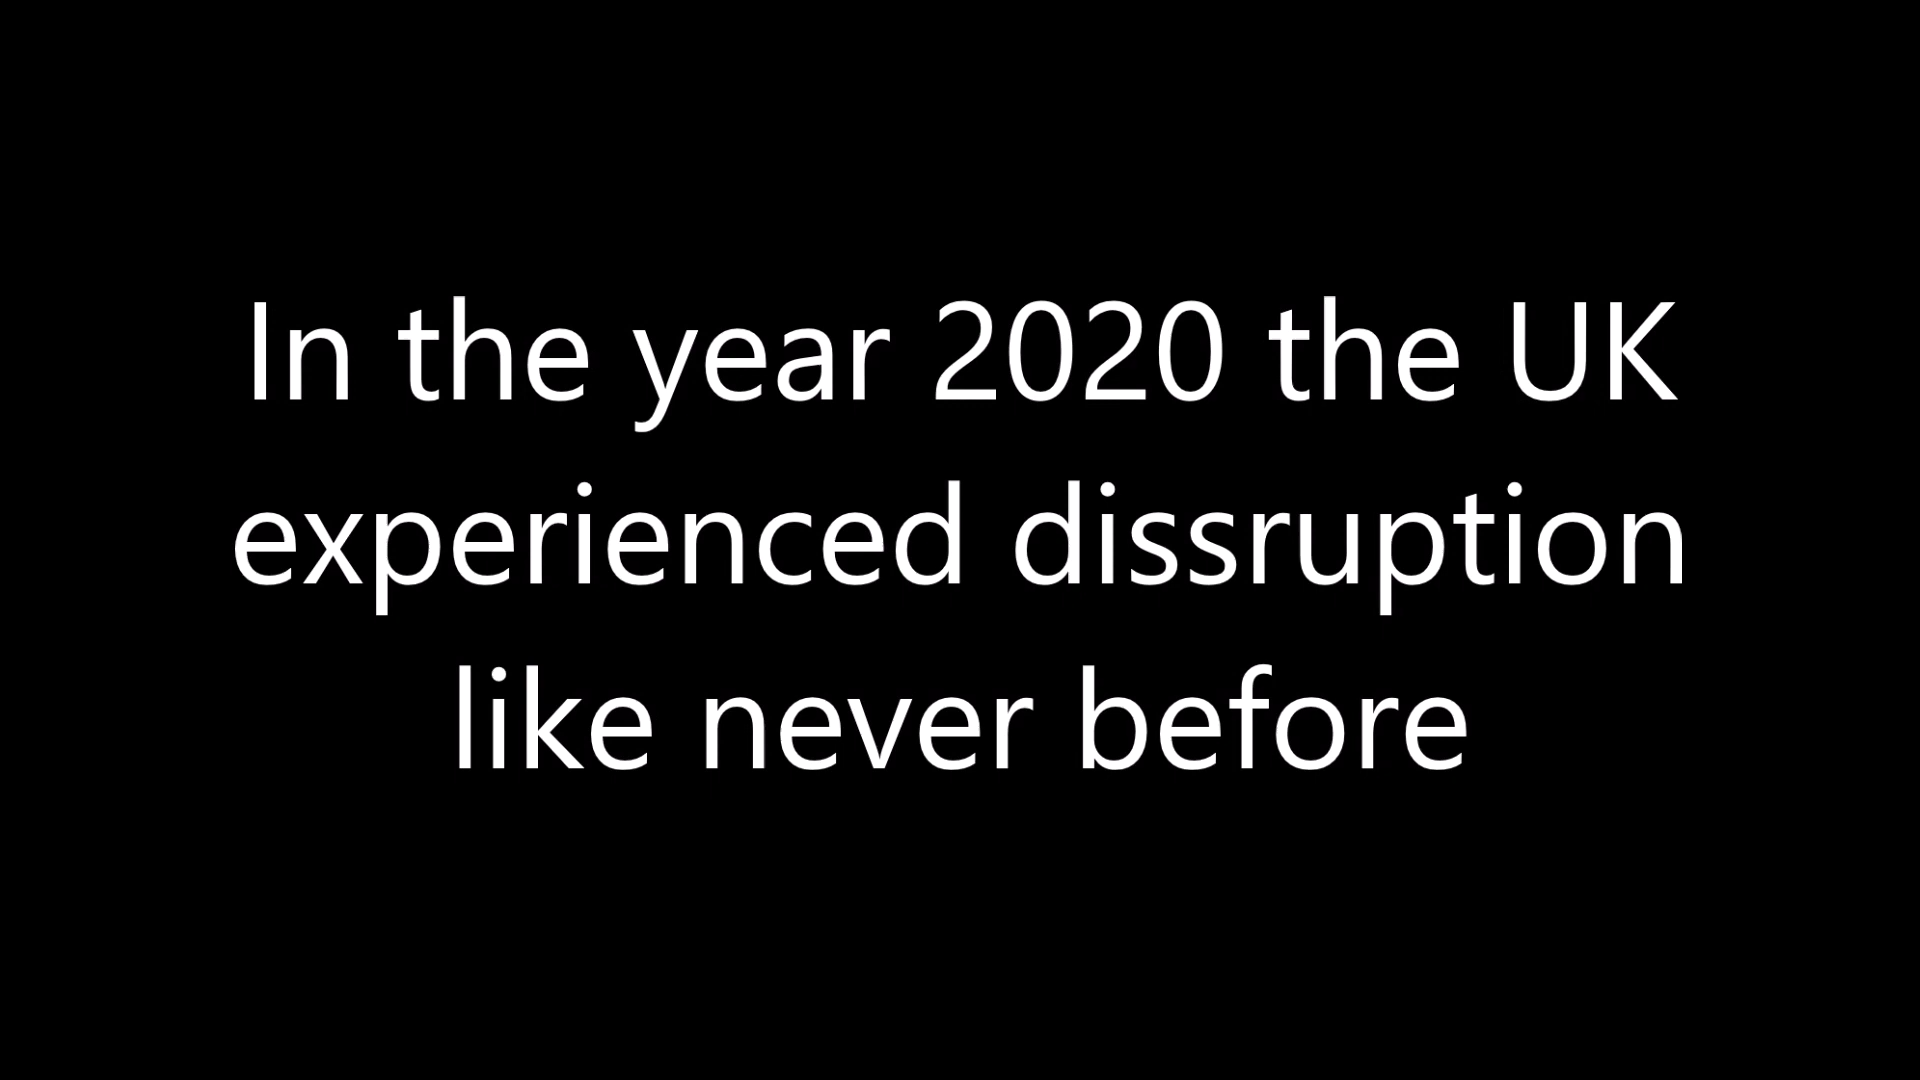 In the year 2020 the UK
experienced dissruption
like never before